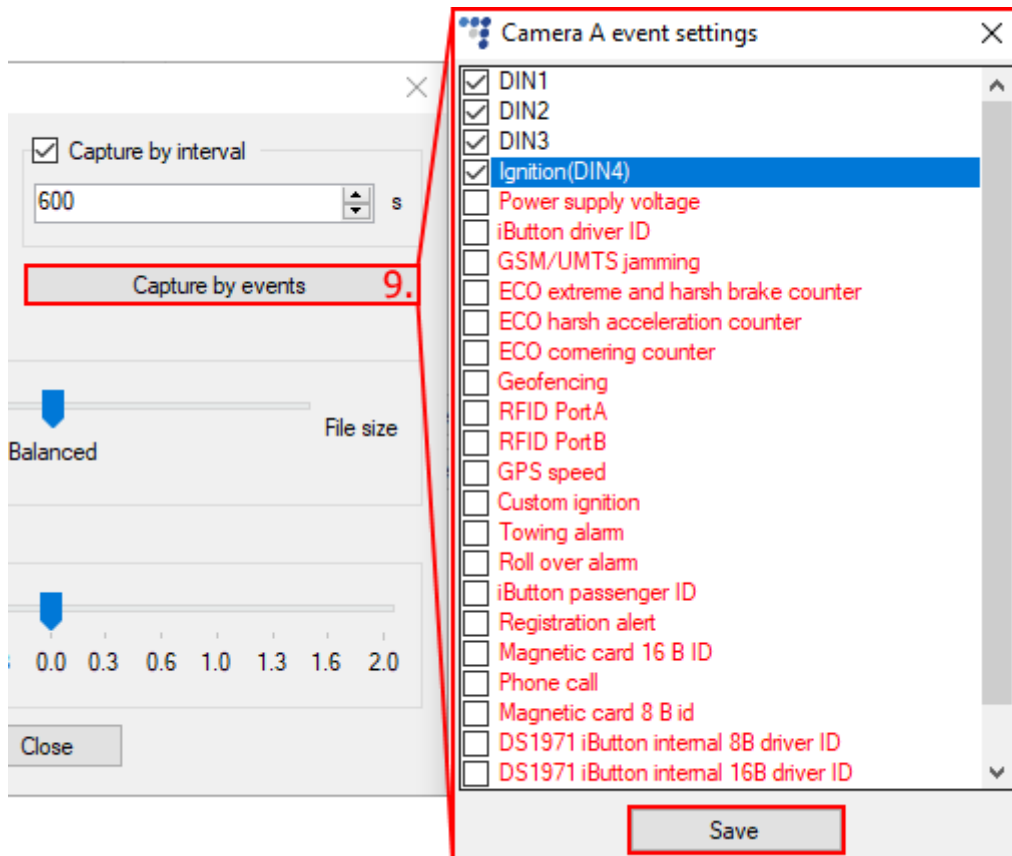 Camera A event settings
DIN1
DIN2
DIN3
Ignition(DIN4)
Power supply voltage
iButton driver ID
GSM/UMTS jamming
ECO extreme and harsh brake counter
ECO harsh acceleration counter
ECO cornering counter
Geofencing
RFID PortA
RFID PortB
GPS speed
Custom ignition
Towing alarm
Roll over alarm
iButton passenger ID
Registration alert
Magnetic card 16 B ID
Phone call
Magnetic card 8 B id
DS1971 iButton internal 8B driver ID
DS1971 iButton internal 16B driver ID
Save
Capture by interval
600 s
Capture by events 9.
File size
Balanced
0.0 0.3 0.6 1.0 1.3 1.6 2.0
Close